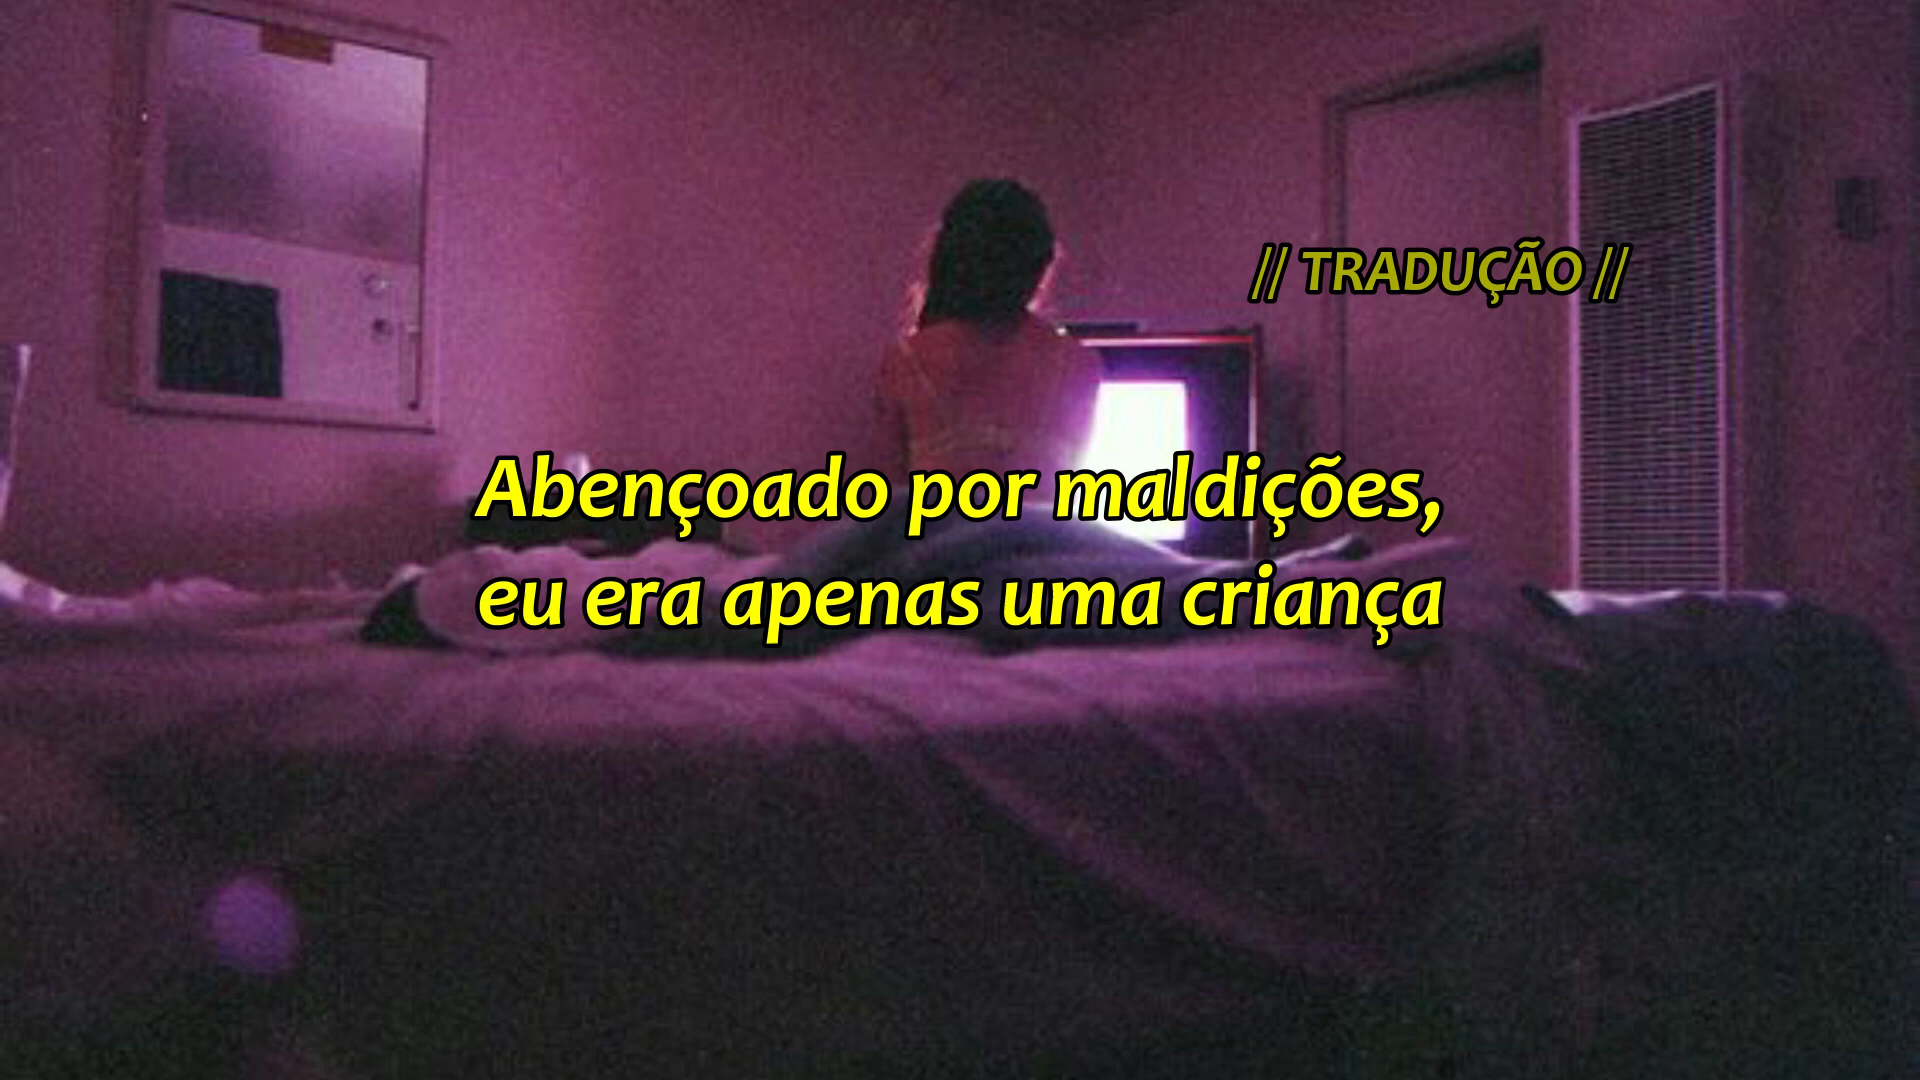 // TRADUÇÃO //
Abençoado por maldições,
eu era apenas uma criança